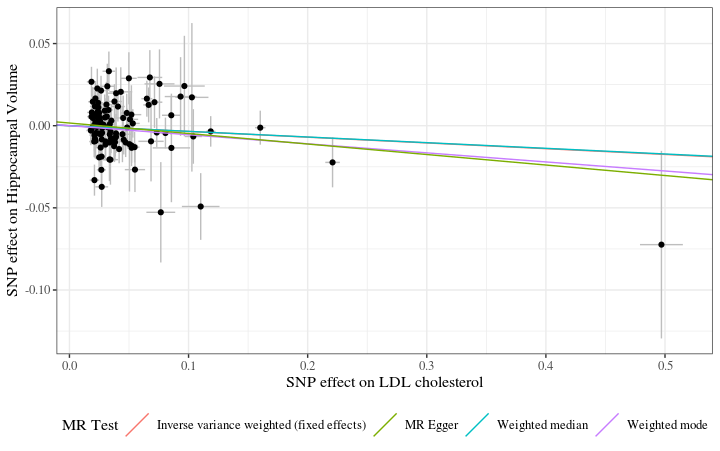 SNP effect on Hippocampal Volume
0.05
0.00
-0.05
-0.10
0.0 0.1 0.2 0.3 0.4 0.5
SNP effect on LDL cholesterol
MR Test Inverse variance weighted (fixed effects) MR Egger Weighted median Weighted mode